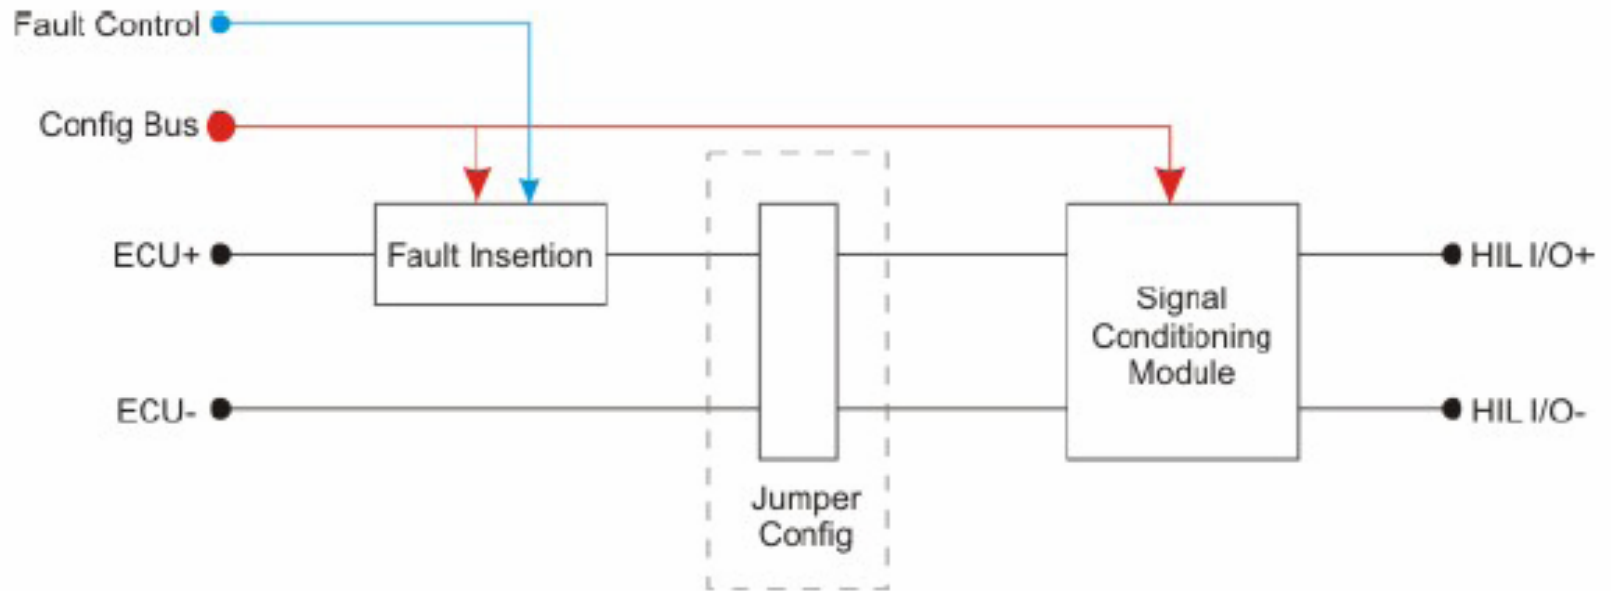 Fault Control
Config Bus
ECU+
Fault Insertion
HIL I/O+
Signal
Conditioning
Module
ECU-
HIL I/O-
Jumper
Config